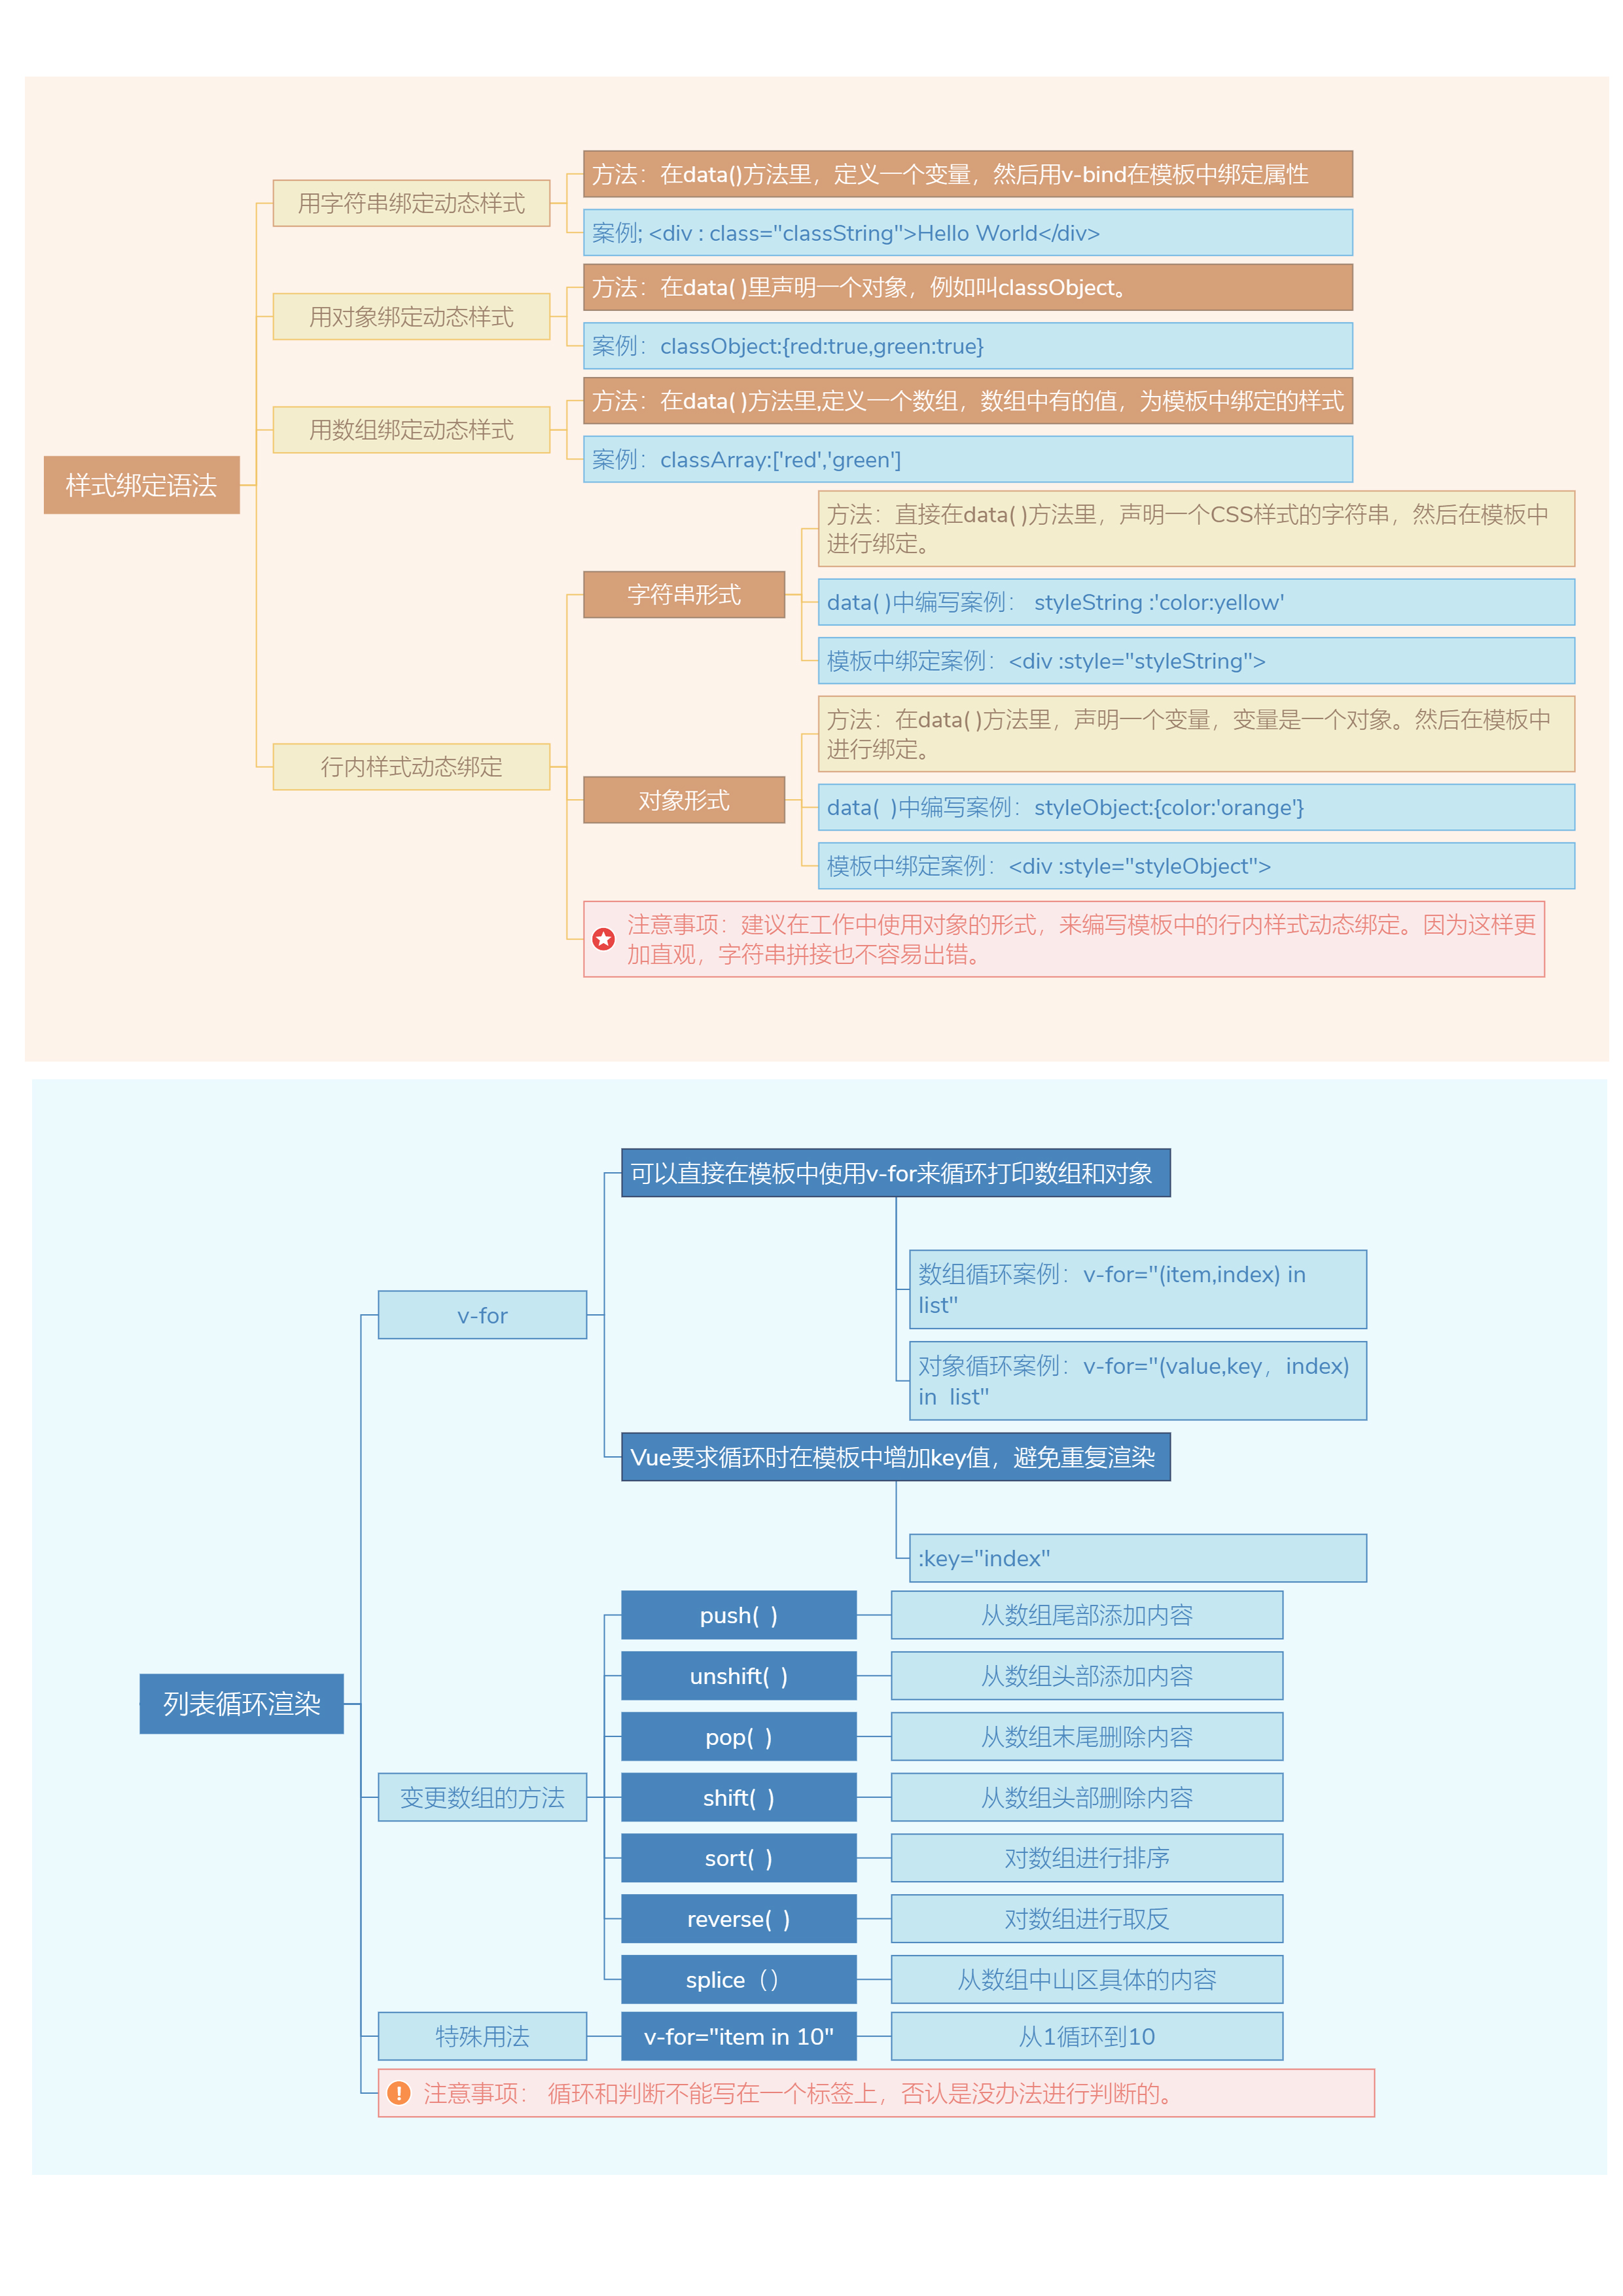 样式绑定语法
用字符串绑定动态样式
方法：在data()方法里，定义一个变量，然后用v-bind在模板中绑定属性
案例; <div : class="classString">Hello World</div>
用对象绑定动态样式
方法：在data( )里声明一个对象，例如叫classObject。
案例：classObject:{red:true,green:true}
用数组绑定动态样式
方法：在data( )方法里,定义一个数组，数组中有的值，为模板中绑定的样式
案例：classArray:['red','green']
行内样式动态绑定
字符串形式
方法：直接在data( )方法里，声明一个CSS样式的字符串，然后在模板中
进行绑定。
data( )中编写案例： styleString :'color:yellow'
模板中绑定案例：<div :style="styleString">
对象形式
方法：在data( )方法里，声明一个变量，变量是一个对象。然后在模板中
进行绑定。
data( )中编写案例：styleObject:{color:'orange'}
模板中绑定案例：<div :style="styleObject">
注意事项：建议在工作中使用对象的形式，来编写模板中的行内样式动态绑定。因为这样更
加直观，字符串拼接也不容易出错。
列表循环渲染
v-for
可以直接在模板中使用v-for来循环打印数组和对象
数组循环案例：v-for="(item,index) in
list"
对象循环案例：v-for="(value,key，index)
in list"
Vue要求循环时在模板中增加key值，避免重复渲染
:key="index"
变更数组的方法
push( )
从数组尾部添加内容
unshift( )
从数组头部添加内容
pop( )
从数组末尾删除内容
shift( )
从数组头部删除内容
sort( )
对数组进行排序
reverse( )
对数组进行取反
splice（）
从数组中山区具体的内容
特殊用法
v-for="item in 10"
从1循环到10
注意事项： 循环和判断不能写在一个标签上，否认是没办法进行判断的。